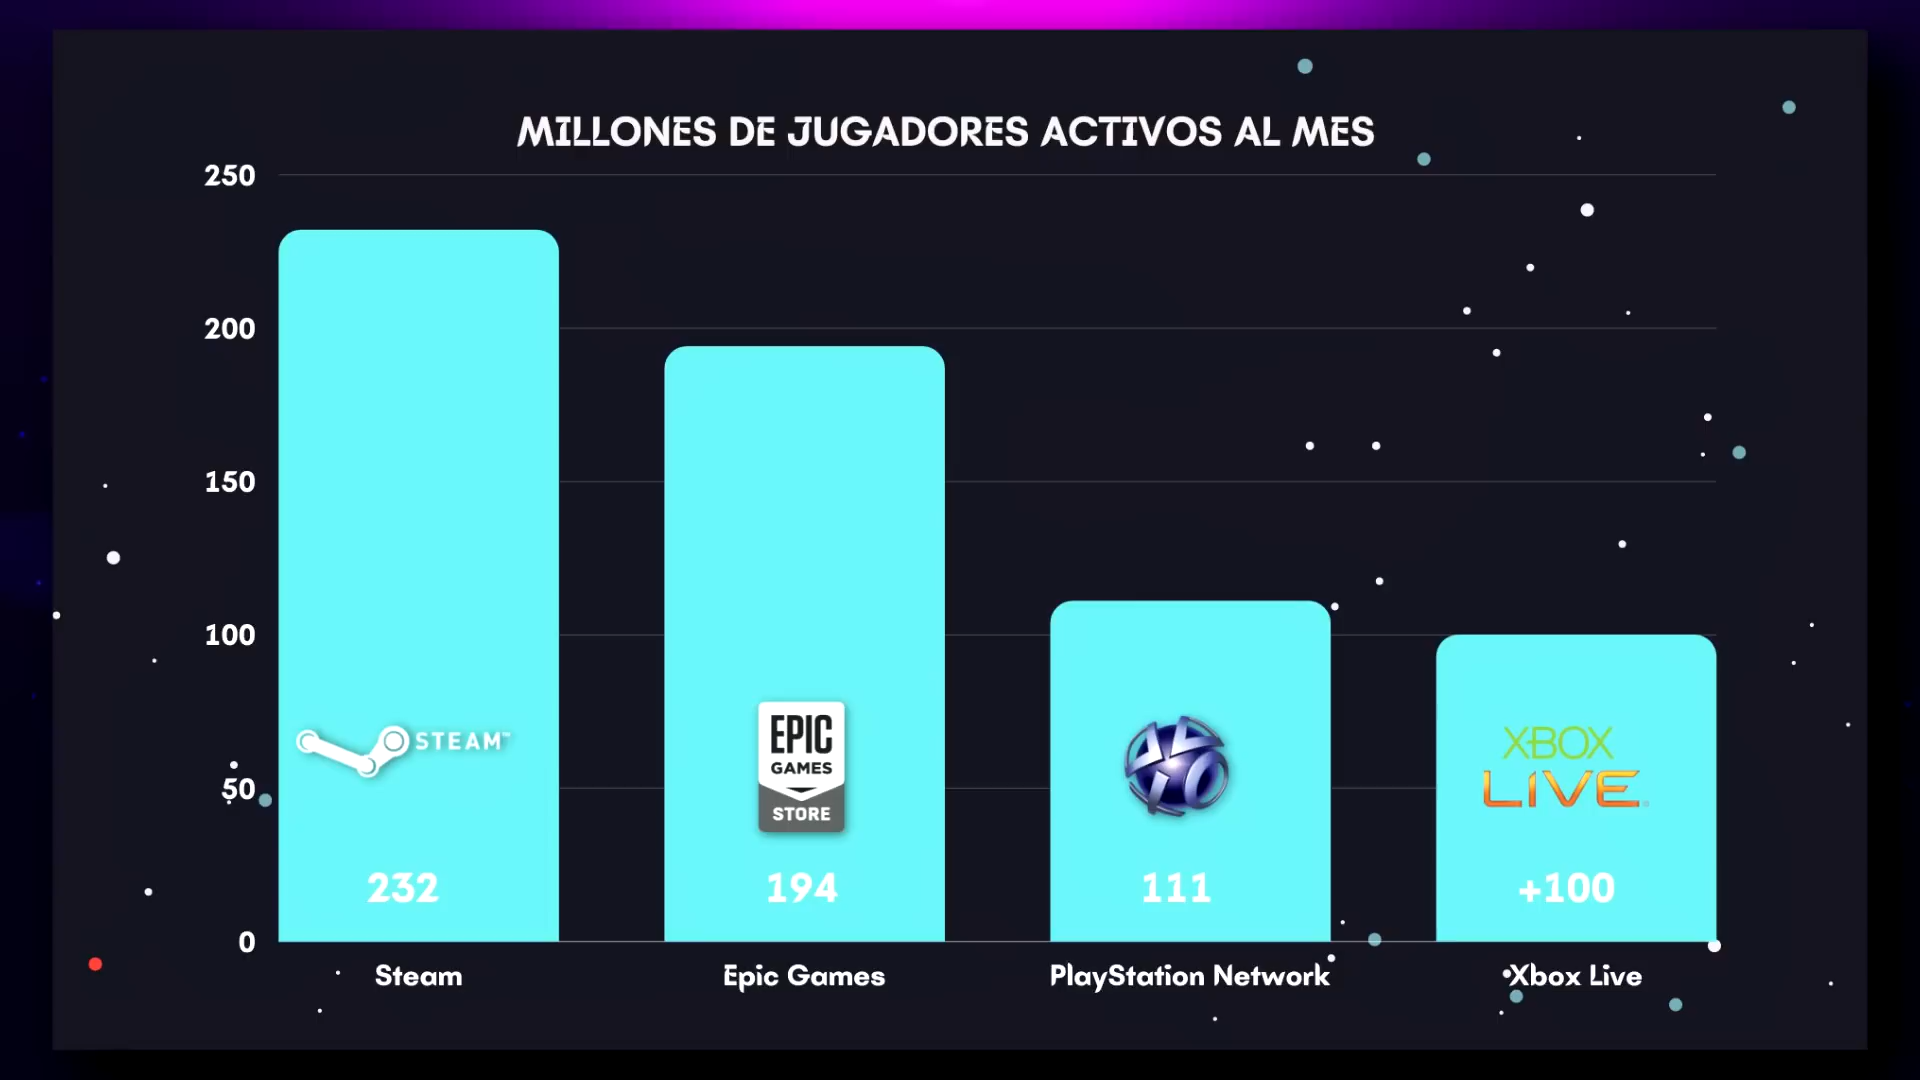 MILLONES DE JUGADORES ACTIVOS AL MES
250
200
150
100
50
0
STEAM™
EPIC
GAMES
STORE
XBOX
LIVE
232
194
111
+100
Steam
Epic Games
PlayStation Network
Xbox Live